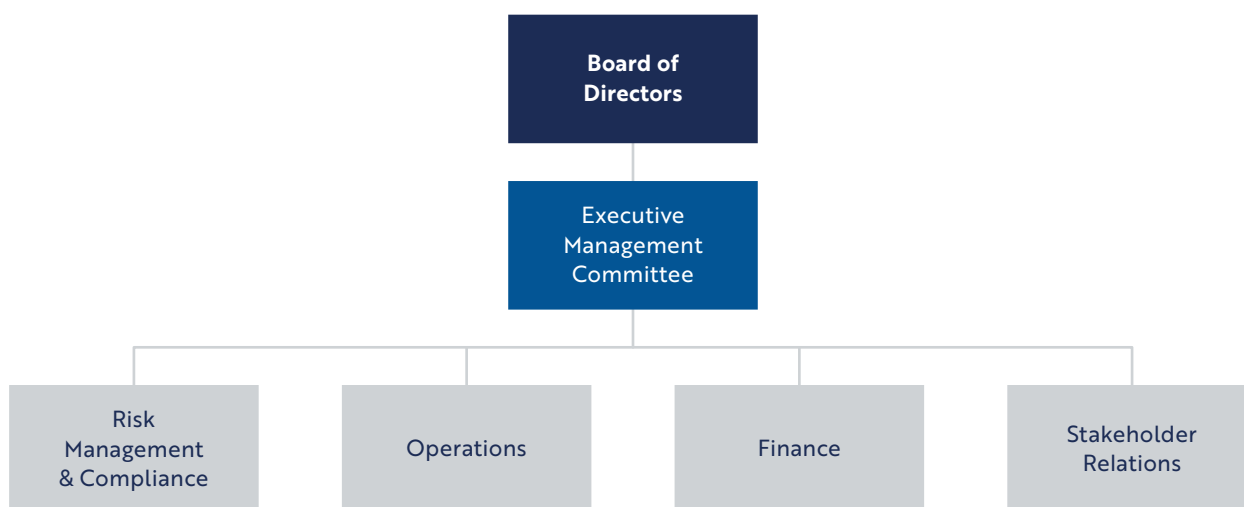 Board of
Directors
Executive
Management
Committee
Risk
Management
& Compliance
Operations
Finance
Stakeholder
Relations